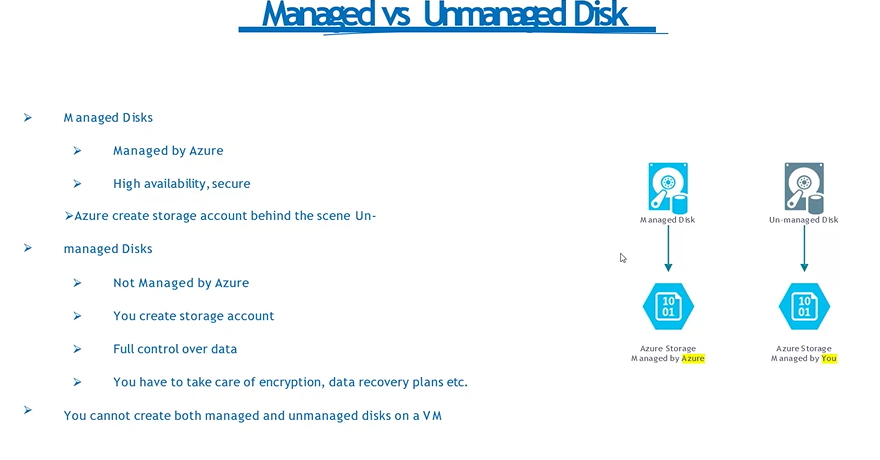 Managed vs Unmanaged Disk
Managed Disks
Managed by Azure
High availability, secure
Azure create storage account behind the scene Un-
managed Disks
Not Managed by Azure
You create storage account
Full control over data
You have to take care of encryption, data recovery plans etc.
You cannot create both managed and unmanaged disks on a VM
Managed Disk
Un-managed Disk
10
01
10
01
Azure Storage
Managed by Azure
Azure Storage
Managed by You